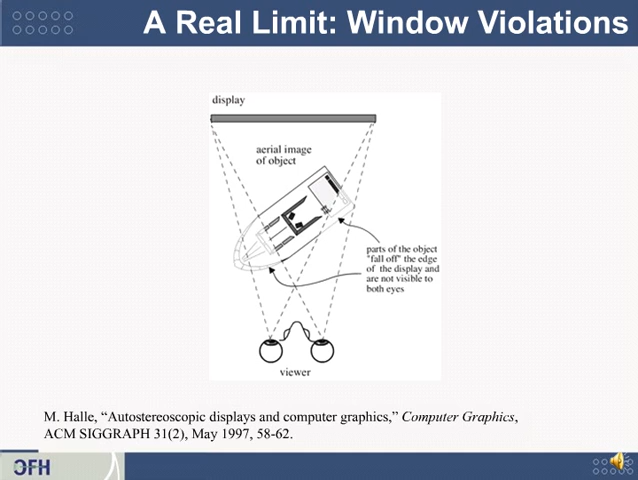 A Real Limit: Window Violations
display
aerial image
of object
parts of the object
"fall off" the edge
of the display and
are not visible to
both eyes
viewer
M. Halle, “Autostereoscopic displays and computer graphics,” Computer Graphics,
ACM SIGGRAPH 31(2), May 1997, 58-62.
OFH